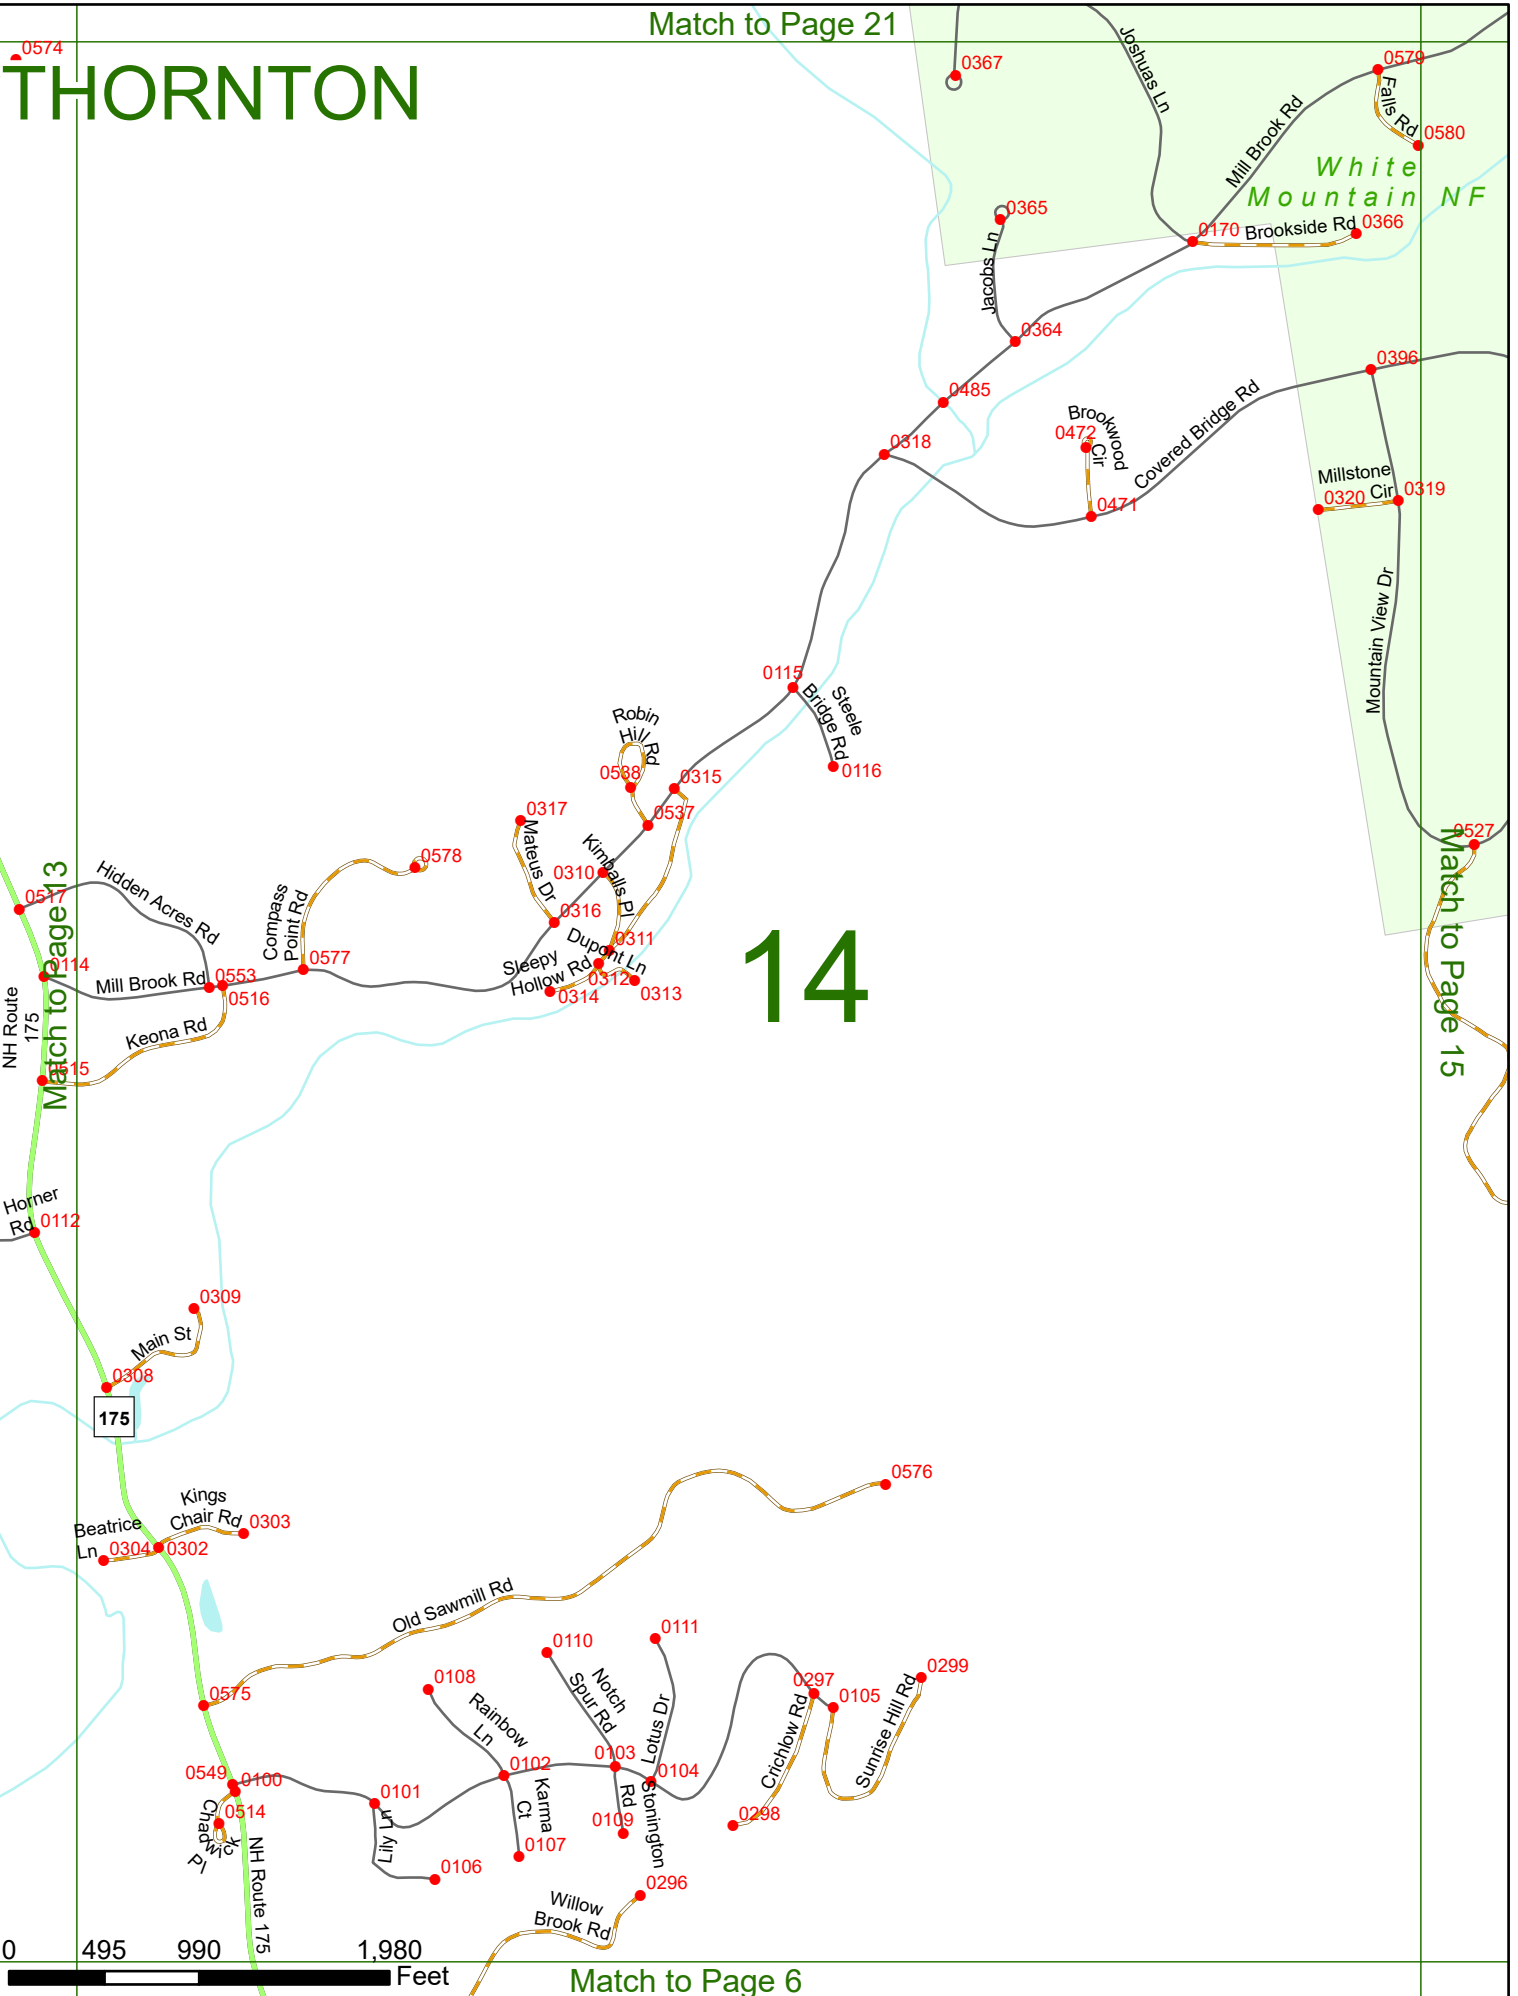 Match to Page 21
0574
THORNTON
0367
Joshuas Ln
0579
Falls Rd
0580
Mill Brook Rd
White
Mountain NF
0365
0170
Brookside Rd
0366
Jacobs Ln
0364
0396
0485
Covered Bridge Rd
0318
Brookwood
Cir
0472
0471
Millstone
Cir
0320
0319
Mountain View Dr
0115
Steele
Bridge Rd
0116
Robin
Hill Rd
0538
0315
0537
0317
Mateus Dr
0527
Match to Page 13
Hidden Acres Rd
0578
Kimballs Pl
0310
0517
Compass
Point Rd
0316
0577
0311
Dupont Ln
Sleepy
Hollow Rd
0312
0313
0314
14
Match to Page 15
0114
Mill Brook Rd
0553
0516
NH Route
175
Keona Rd
0515
Horner
Rd
0112
0309
Main St
0308
175
0576
Kings
Chair Rd
0303
Beatrice
Ln
0304
0302
Old Sawmill Rd
0111
0110
0108
Notch
Spur Rd
0299
0297
0105
0575
Rainbow
Ln
Lotus Dr
Crichlow Rd
Sunrise Hill Rd
0103
0102
0104
0549
0100
0101
Karma
Ct
Stonington
Rd
0514
Chadwick
Pl
Lily Ln
0109
0298
0107
0106
NH Route 175
0296
Willow
Brook Rd
0
495
990
1,980
Feet
Match to Page 6